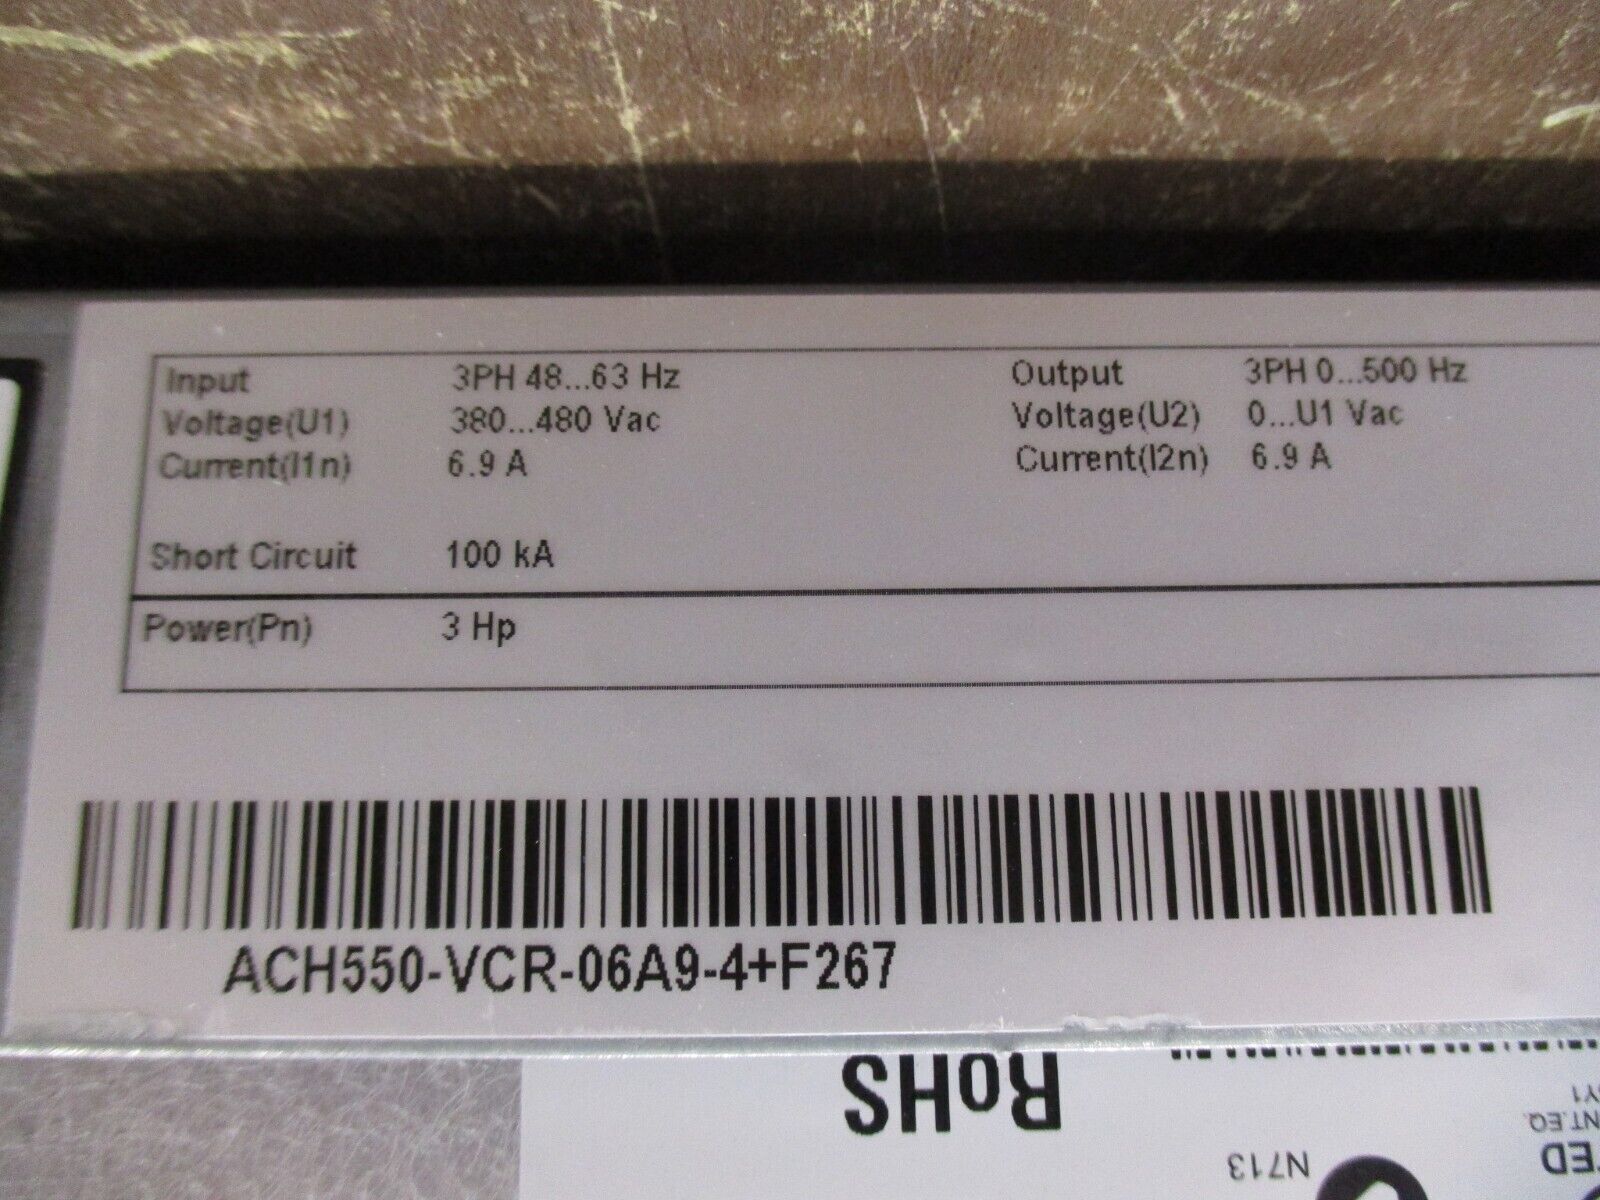 Input 3PH 48...63 Hz Output 3PH 0...500 Hz
Voltage(U1) 380...480 Vac Voltage(U2) 0...U1 Vac
Current(I1n) 6.9 A Current(I2n) 6.9 A
Short Circuit 100 kA
Power(Pn) 3 Hp
ACH550-VCR-06A9-4+F267
RoHS
N713
NT.EQ.